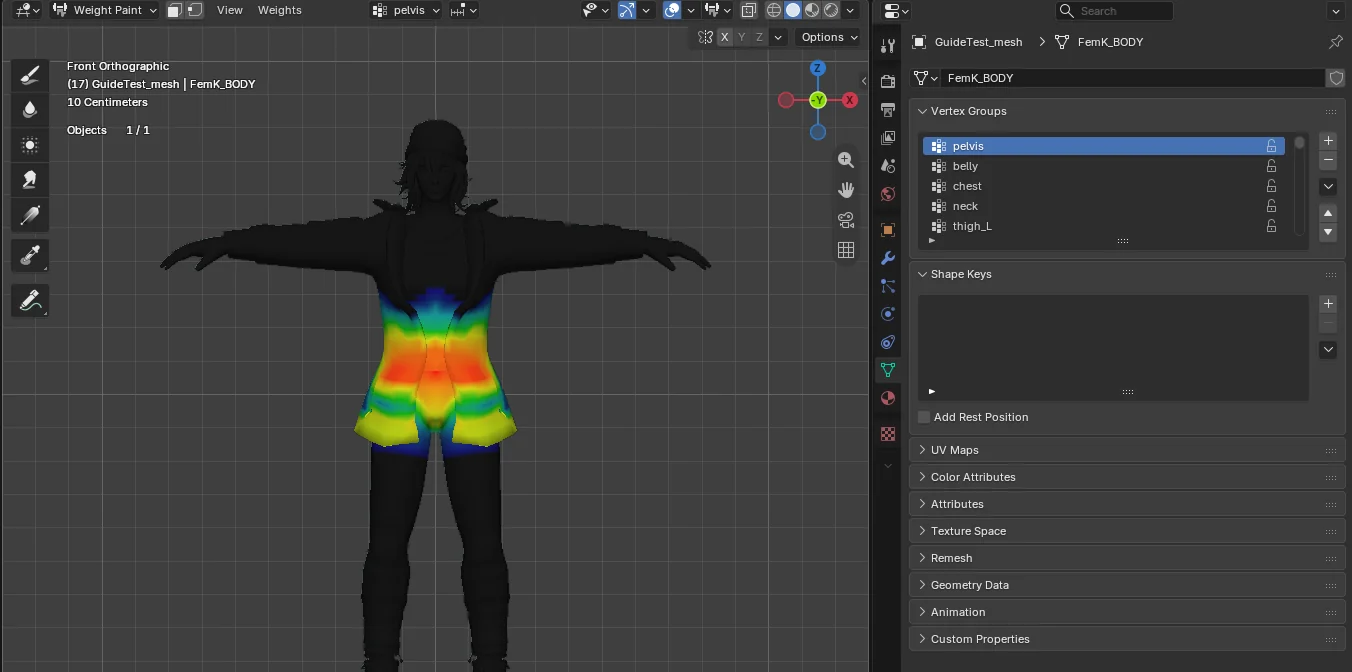 Weight Paint View Weights pelvis
Search
X Y Z Options
GuideTest_mesh FemK_BODY
Front Orthographic
(17) GuideTest_mesh | FemK_BODY
10 Centimeters
Objects 1 / 1
Z
-Y X
FemK_BODY
Vertex Groups
pelvis
belly
chest
neck
thigh_L
Shape Keys
Add Rest Position
UV Maps
Color Attributes
Attributes
Texture Space
Remesh
Geometry Data
Animation
Custom Properties